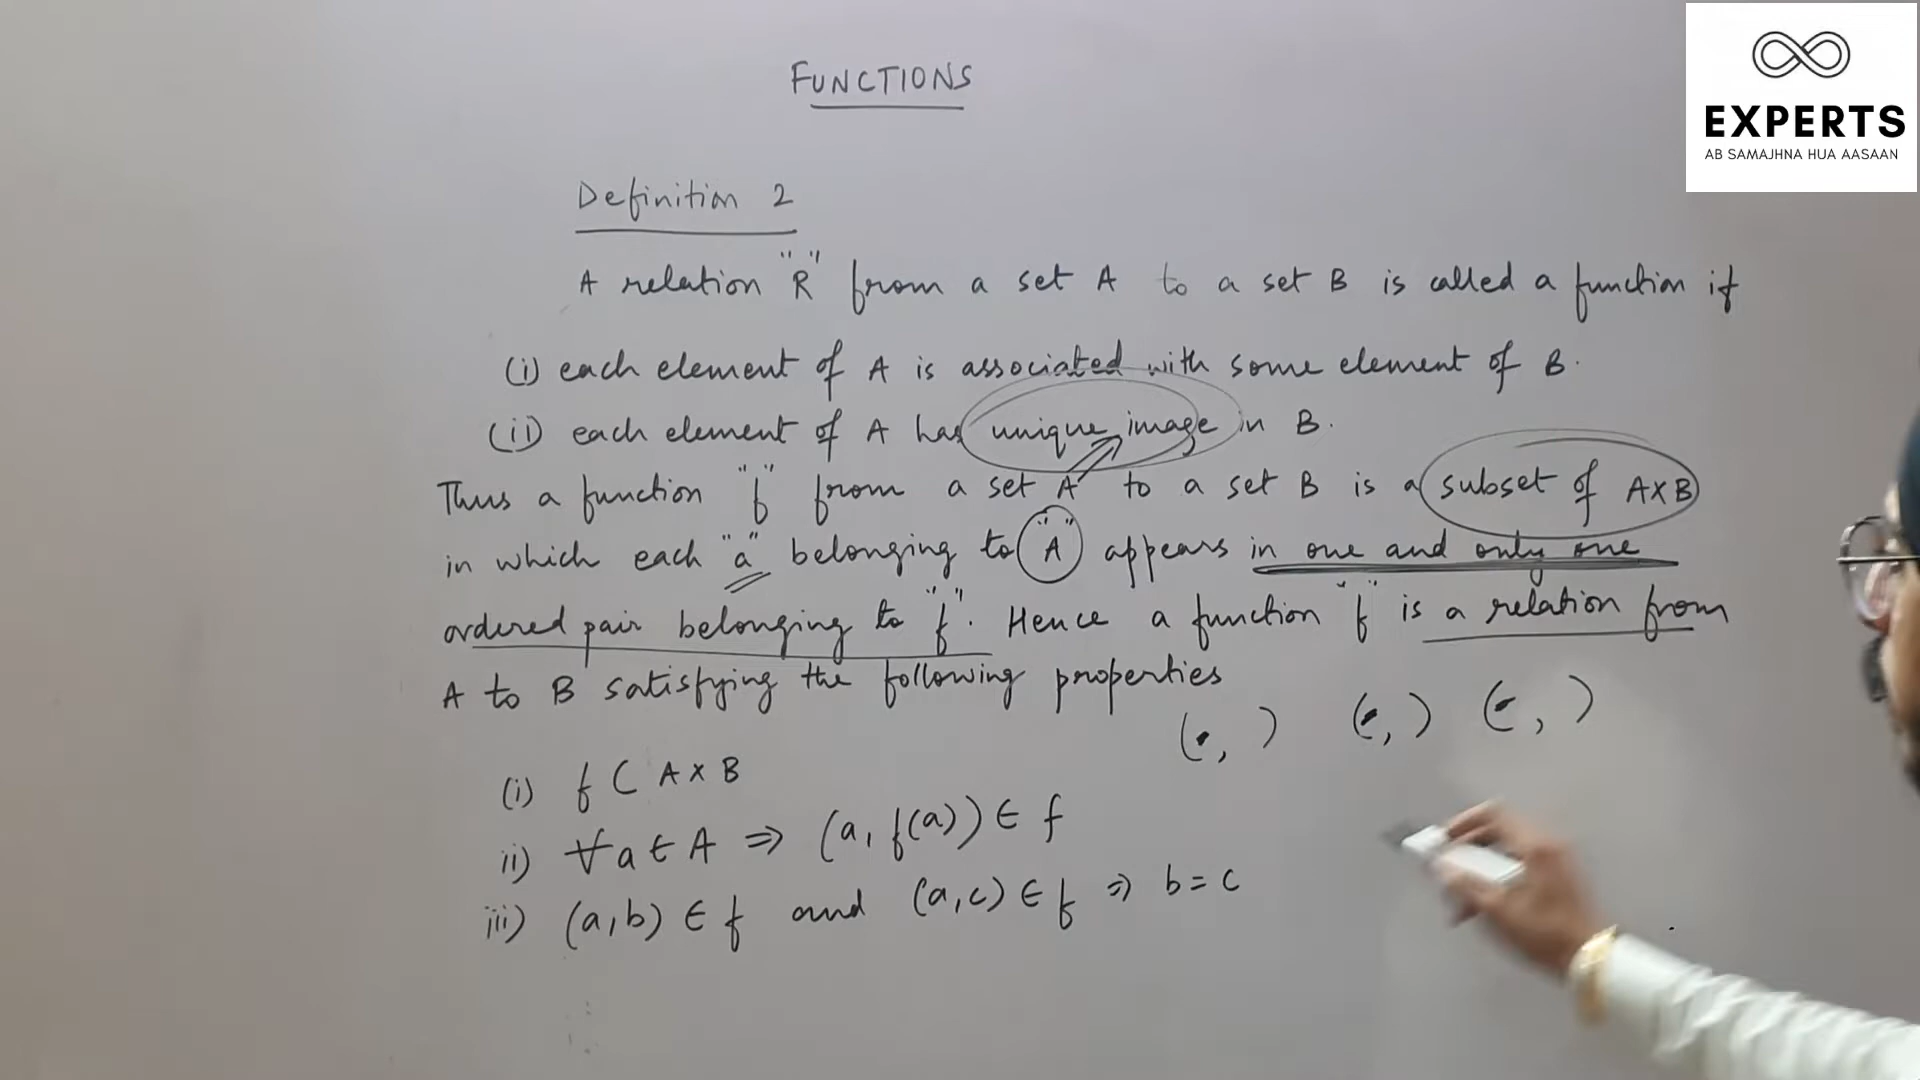 FUNCTIONS
EXPERTS
AB SAMAJHNA HUA AASAAN
Definition 2
A relation "R" from a set A to a set B is called a function if
(i) each element of A is associated with some element of B.
(ii) each element of A has unique image in B.
Thus a function "f" from a set A to a set B is a subset of A×B
in which each "a" belonging to "A" appears in one and only one
ordered pair belonging to "f". Hence a function "f" is a relation from
A to B satisfying the following properties
( , ) ( , ) ( , )
(i) f ⊂ A × B
ii) ∀ a ∈ A ⇒ (a, f(a)) ∈ f
iii) (a, b) ∈ f and (a, c) ∈ f ⇒ b = c